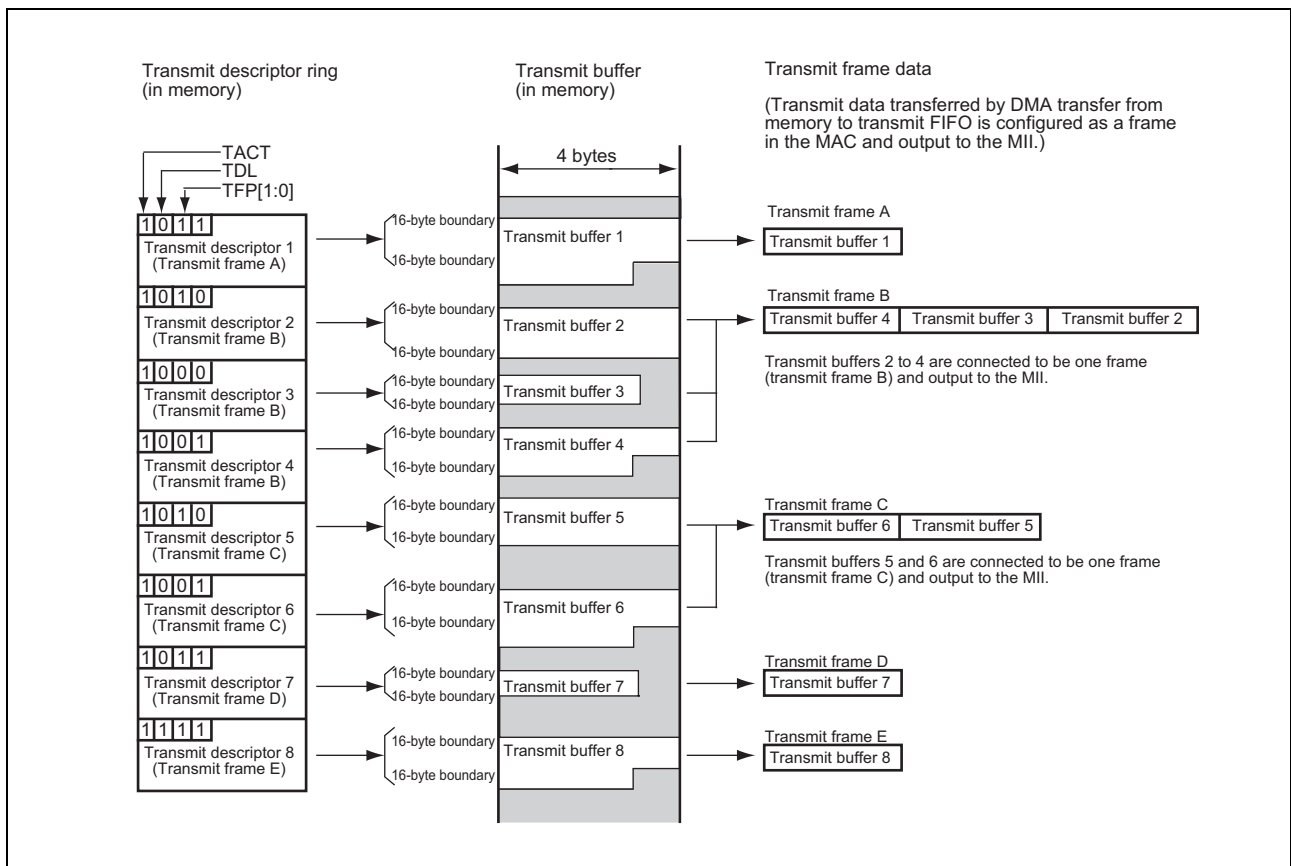 Transmit descriptor ring
(in memory)
Transmit buffer
(in memory)
Transmit frame data
(Transmit data transferred by DMA transfer from
memory to transmit FIFO is configured as a frame
in the MAC and output to the MII.)
TACT
TDL
TFP[1:0]
4 bytes
1 0 1 1
Transmit descriptor 1
(Transmit frame A)
16-byte boundary
16-byte boundary
Transmit buffer 1
Transmit frame A
Transmit buffer 1
1 0 1 0
Transmit descriptor 2
(Transmit frame B)
16-byte boundary
16-byte boundary
Transmit buffer 2
Transmit frame B
Transmit buffer 4 Transmit buffer 3 Transmit buffer 2
Transmit buffers 2 to 4 are connected to be one frame
(transmit frame B) and output to the MII.
1 0 0 0
Transmit descriptor 3
(Transmit frame B)
16-byte boundary
16-byte boundary
Transmit buffer 3
1 0 0 1
Transmit descriptor 4
(Transmit frame B)
16-byte boundary
16-byte boundary
Transmit buffer 4
1 0 1 0
Transmit descriptor 5
(Transmit frame C)
16-byte boundary
16-byte boundary
Transmit buffer 5
Transmit frame C
Transmit buffer 6 Transmit buffer 5
Transmit buffers 5 and 6 are connected to be one frame
(transmit frame C) and output to the MII.
1 0 0 1
Transmit descriptor 6
(Transmit frame C)
16-byte boundary
16-byte boundary
Transmit buffer 6
1 0 1 1
Transmit descriptor 7
(Transmit frame D)
16-byte boundary
16-byte boundary
Transmit buffer 7
Transmit frame D
Transmit buffer 7
1 1 1 1
Transmit descriptor 8
(Transmit frame E)
16-byte boundary
16-byte boundary
Transmit buffer 8
Transmit frame E
Transmit buffer 8